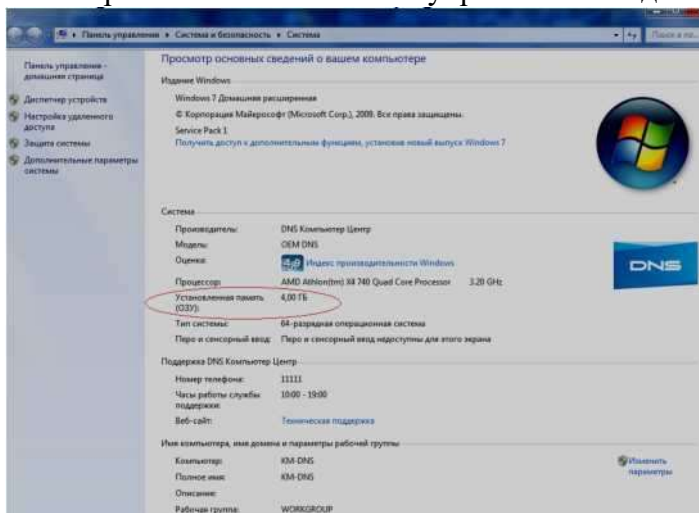 Панель управления ▸ Система и безопасность ▸ Система
Панель управления - домашняя страница
Диспетчер устройств
Настройка удаленного доступа
Защита системы
Дополнительные параметры системы
Просмотр основных сведений о вашем компьютере
Издание Windows
Windows 7 Домашняя расширенная
© Корпорация Майкрософт (Microsoft Corp.), 2009. Все права защищены.
Service Pack 1
Получить доступ к дополнительным функциям, установив новый выпуск Windows 7
Система
Производитель: DNS Компьютер Центр
Модель: OEM DNS
Оценка: 4,9 Индекс производительности Windows
Процессор: AMD Athlon(tm) X4 740 Quad Core Processor 3.20 GHz
Установленная память (ОЗУ): 4,00 ГБ
Тип системы: 64-разрядная операционная система
Перо и сенсорный ввод: Перо и сенсорный ввод недоступны для этого экрана
DNS
Поддержка DNS Компьютер Центр
Номер телефона: 11111
Часы работы службы поддержки: 10:00 - 19:00
Веб-сайт: Техническая поддержка
Имя компьютера, имя домена и параметры рабочей группы
Компьютер: KM-DNS
Полное имя: KM-DNS
Описание:
Рабочая группа: WORKGROUP
Изменить параметры